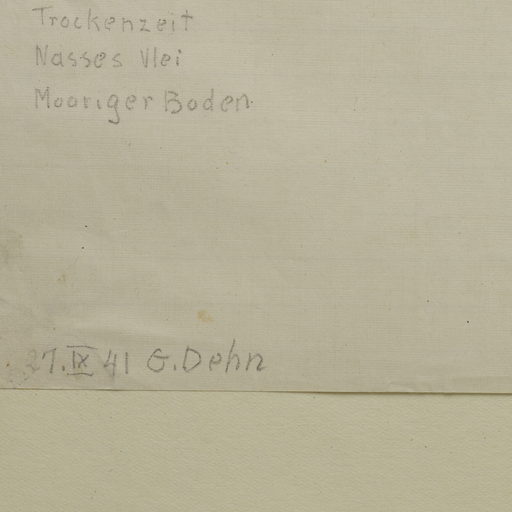 Trockenzeit
Nasses Vlei
Mooriger Boden
27.IX 41 G.Dehn